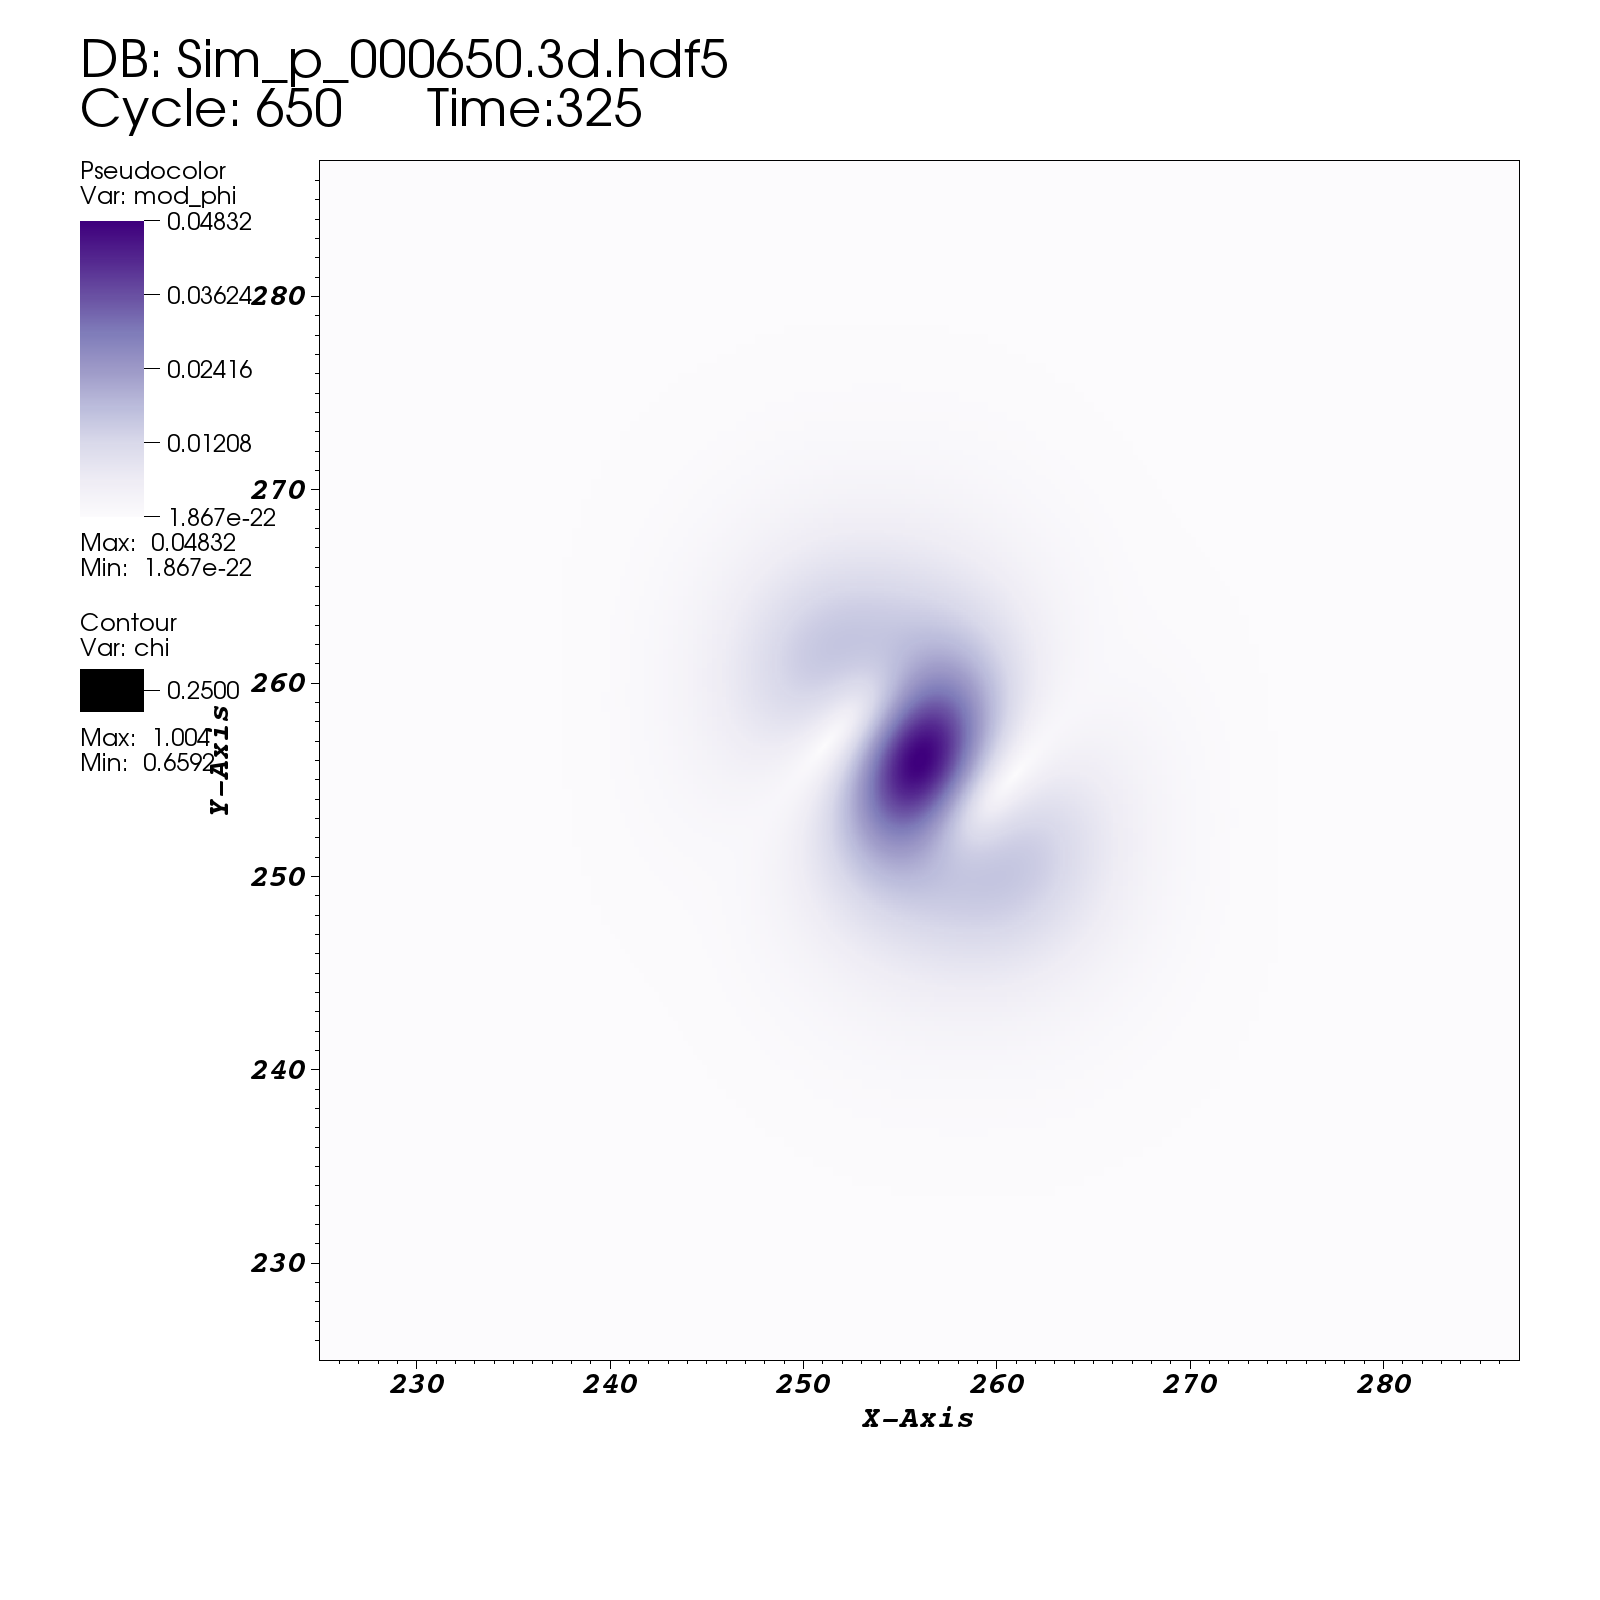 DB: Sim_p_000650.3d.hdf5
Cycle: 650 Time:325
Pseudocolor
Var: mod_phi
0.04832
0.03624
0.02416
0.01208
1.867e-22
Max: 0.04832
Min: 1.867e-22
Contour
Var: chi
0.2500
Max: 1.004
Min: 0.6592
Y-Axis
280
270
260
250
240
230
230 240 250 260 270 280
X-Axis